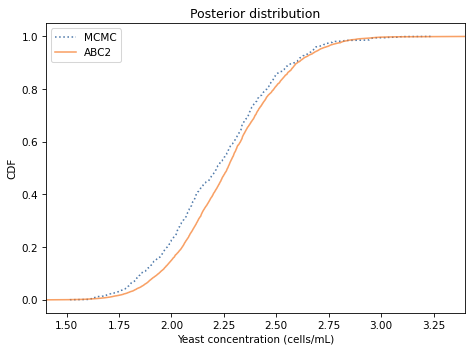 Posterior distribution
MCMC
ABC2
CDF
1.0
0.8
0.6
0.4
0.2
0.0
1.50 1.75 2.00 2.25 2.50 2.75 3.00 3.25
Yeast concentration (cells/mL)